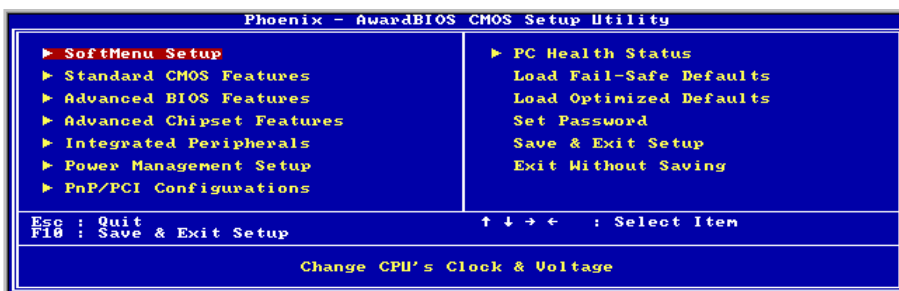 Phoenix - AwardBIOS CMOS Setup Utility
► SoftMenu Setup
► Standard CMOS Features
► Advanced BIOS Features
► Advanced Chipset Features
► Integrated Peripherals
► Power Management Setup
► PnP/PCI Configurations
► PC Health Status
Load Fail-Safe Defaults
Load Optimized Defaults
Set Password
Save & Exit Setup
Exit Without Saving
Esc : Quit
F10 : Save & Exit Setup
↑ ↓ → ← : Select Item
Change CPU's Clock & Voltage